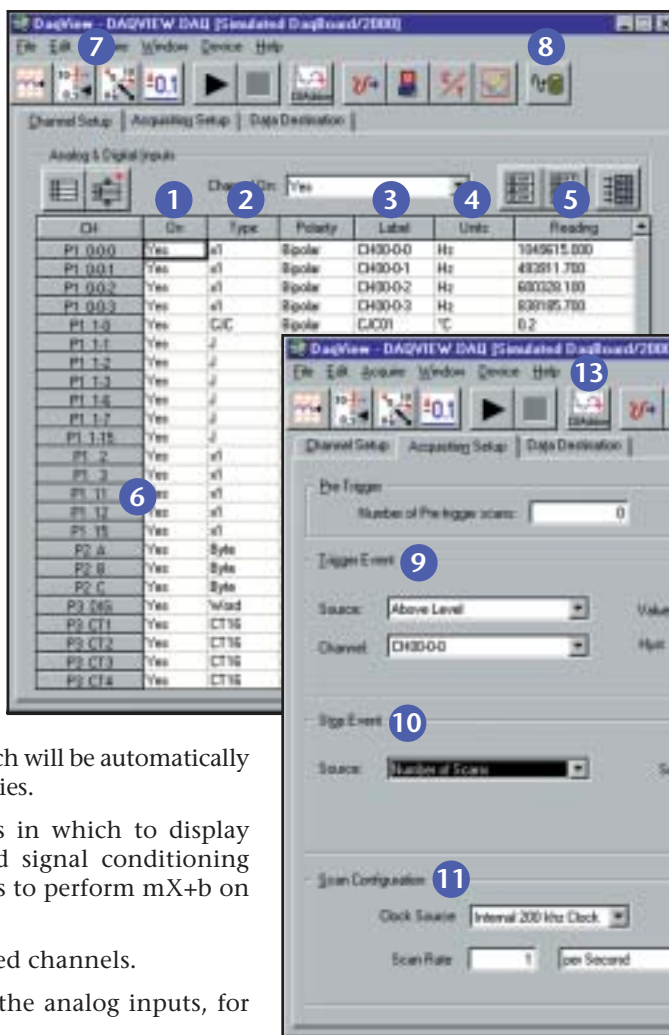 DaqView - DAQVIEW.DAQ [Simulated DaqBoard/2000]
File Edit Window Device Help
7
8
Channel Setup Acquisition Setup Data Destination
Analog & Digital Inputs
Channel On: Yes
1 2 3 4 5
CH On Type Polarity Label Units Reading
P1 0-0-0 Yes x1 Bipolar CH00-0-0 Hz 1049615.000
P1 0-0-1 Yes x1 Bipolar CH00-0-1 Hz 493911.700
P1 0-0-2 Yes x1 Bipolar CH00-0-2 Hz 600328.100
P1 0-0-3 Yes x1 Bipolar CH00-0-3 Hz 838185.700
P1 1-0 Yes CJC Bipolar CJC01 °C 0.2
P1 1-1 Yes J
P1 1-2 Yes J
P1 1-3 Yes J
P1 1-6 Yes J
P1 1-7 Yes J
P1 1-15 Yes J
P1 2 Yes x1
P1 3 Yes x1
P1 11 Yes x1
6
P1 12 Yes x1
P1 15 Yes x1
P2 A Yes Byte
P2 B Yes Byte
P2 C Yes Byte
P3 DIG Yes Word
P3 CT1 Yes CT16
P3 CT2 Yes CT16
P3 CT3 Yes CT16
P3 CT4 Yes CT16
DaqView - DAQVIEW.DAQ [Simulated DaqBoard/2000
File Edit Acquire Window Device Help
13
Channel Setup Acquisition Setup Data Destination
Pre Trigger
Number of Pre-trigger scans: 0
Trigger Event 9
Source: Above Level Value
Channel: CH00-0-0 Hyst
Stop Event 10
Source: Number of Scans
Scan Configuration 11
Clock Source Internal 200 khz Clock
Scan Rate 1 per Second
ch will be automatically
ies.
s in which to display
d signal conditioning
s to perform mX+b on
ed channels.
the analog inputs, for